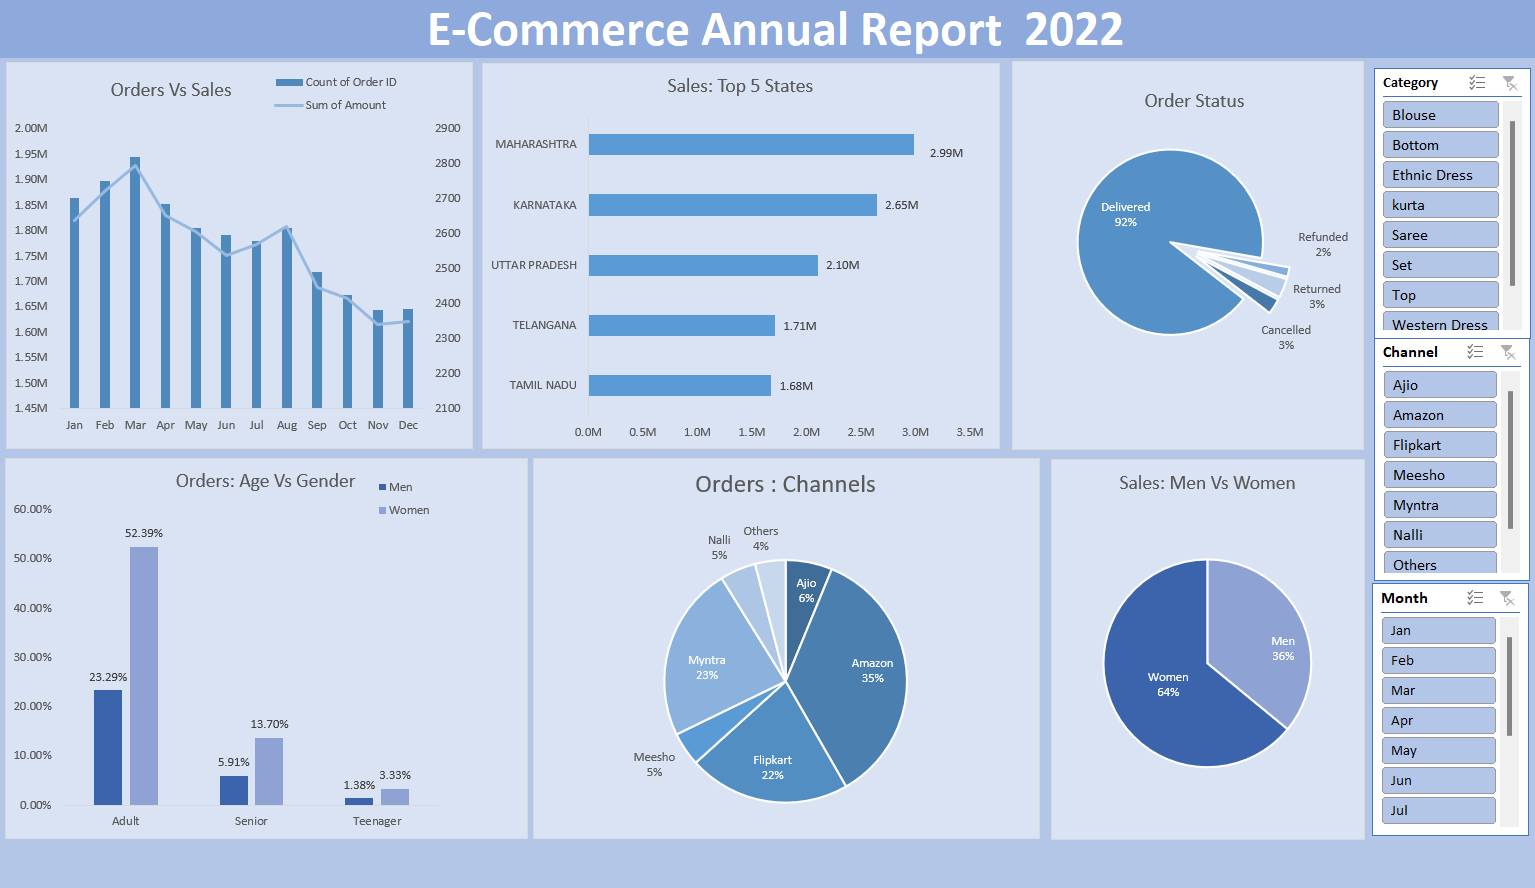 E-Commerce Annual Report  2022
Orders Vs Sales
Count of Order ID
Sum of Amount
2.00M
1.95M
1.90M
1.85M
1.80M
1.75M
1.70M
1.65M
1.60M
1.55M
1.50M
1.45M
2900
2800
2700
2600
2500
2400
2300
2200
2100
Jan Feb Mar Apr May Jun Jul Aug Sep Oct Nov Dec
Sales: Top 5 States
MAHARASHTRA 2.99M
KARNATAKA 2.65M
UTTAR PRADESH 2.10M
TELANGANA 1.71M
TAMIL NADU 1.68M
0.0M 0.5M 1.0M 1.5M 2.0M 2.5M 3.0M 3.5M
Order Status
Delivered
92%
Refunded
2%
Returned
3%
Cancelled
3%
Category
Blouse
Bottom
Ethnic Dress
kurta
Saree
Set
Top
Western Dress
Channel
Ajio
Amazon
Flipkart
Meesho
Myntra
Nalli
Others
Month
Jan
Feb
Mar
Apr
May
Jun
Jul
Orders: Age Vs Gender
Men
Women
60.00%
50.00%
40.00%
30.00%
20.00%
10.00%
0.00%
23.29%
52.39%
5.91%
13.70%
1.38%
3.33%
Adult Senior Teenager
Orders : Channels
Others
4%
Nalli
5%
Ajio
6%
Myntra
23%
Amazon
35%
Meesho
5%
Flipkart
22%
Sales: Men Vs Women
Men
36%
Women
64%